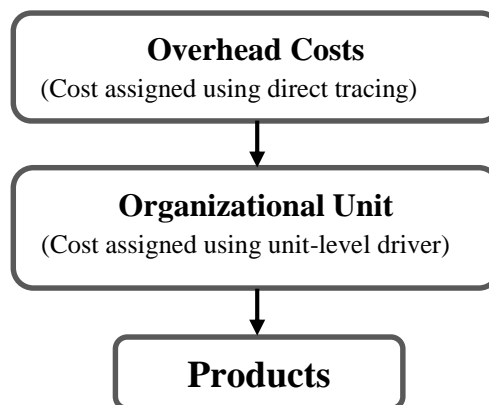 Overhead Costs
(Cost assigned using direct tracing)
Organizational Unit
(Cost assigned using unit-level driver)
Products